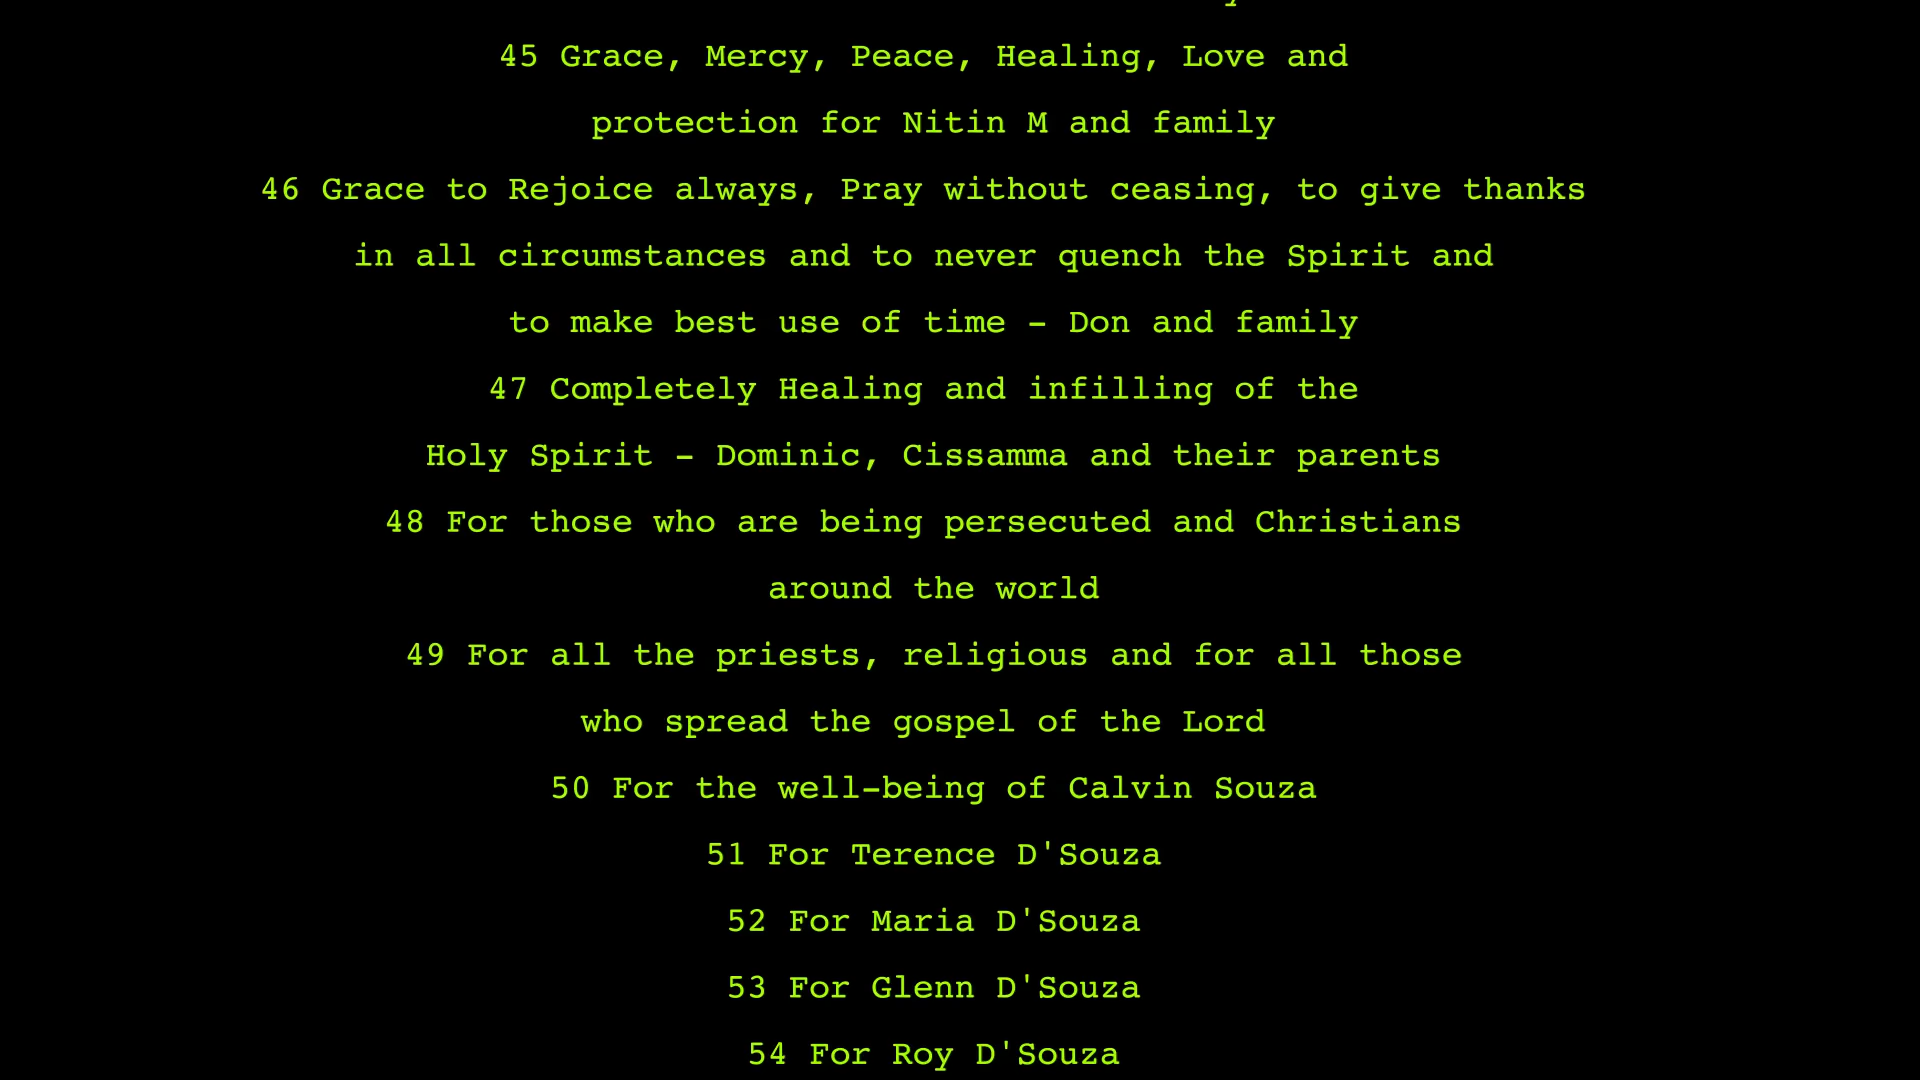 45 Grace, Mercy, Peace, Healing, Love and
protection for Nitin M and family
46 Grace to Rejoice always, Pray without ceasing, to give thanks
in all circumstances and to never quench the Spirit and
to make best use of time - Don and family
47 Completely Healing and infilling of the
Holy Spirit - Dominic, Cissamma and their parents
48 For those who are being persecuted and Christians
around the world
49 For all the priests, religious and for all those
who spread the gospel of the Lord
50 For the well-being of Calvin Souza
51 For Terence D'Souza
52 For Maria D'Souza
53 For Glenn D'Souza
54 For Roy D'Souza